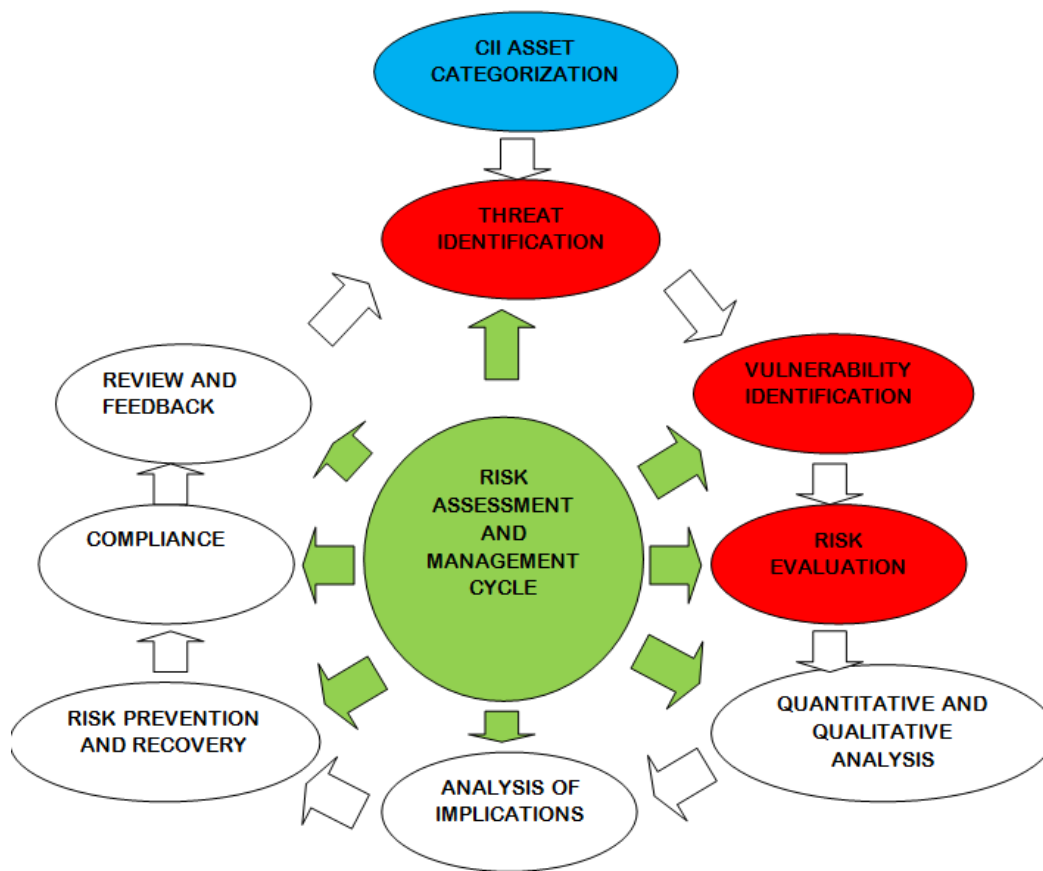 CII ASSET
CATEGORIZATION
THREAT
IDENTIFICATION
VULNERABILITY
IDENTIFICATION
RISK
EVALUATION
QUANTITATIVE AND
QUALITATIVE
ANALYSIS
ANALYSIS OF
IMPLICATIONS
RISK PREVENTION
AND RECOVERY
COMPLIANCE
REVIEW AND
FEEDBACK
RISK
ASSESSMENT
AND
MANAGEMENT
CYCLE